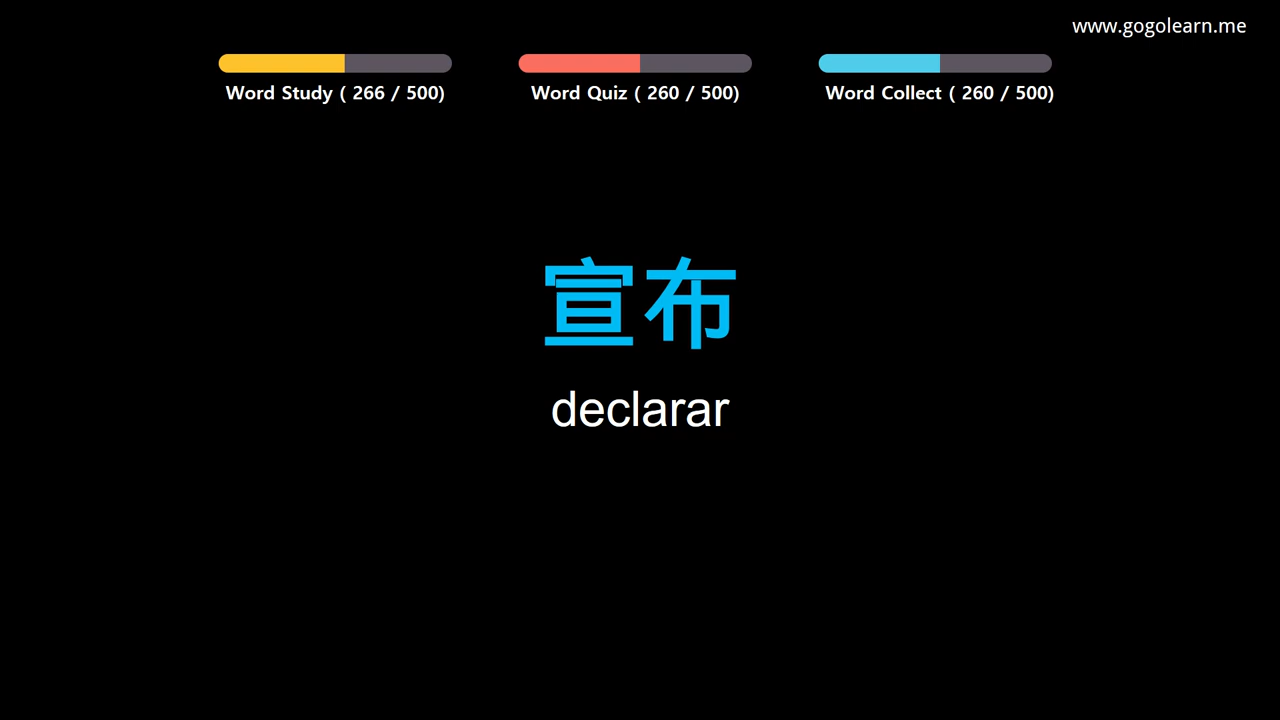 www.gogolearn.me
Word Study ( 266 / 500)
Word Quiz ( 260 / 500)
Word Collect ( 260 / 500)
宣布
declarar